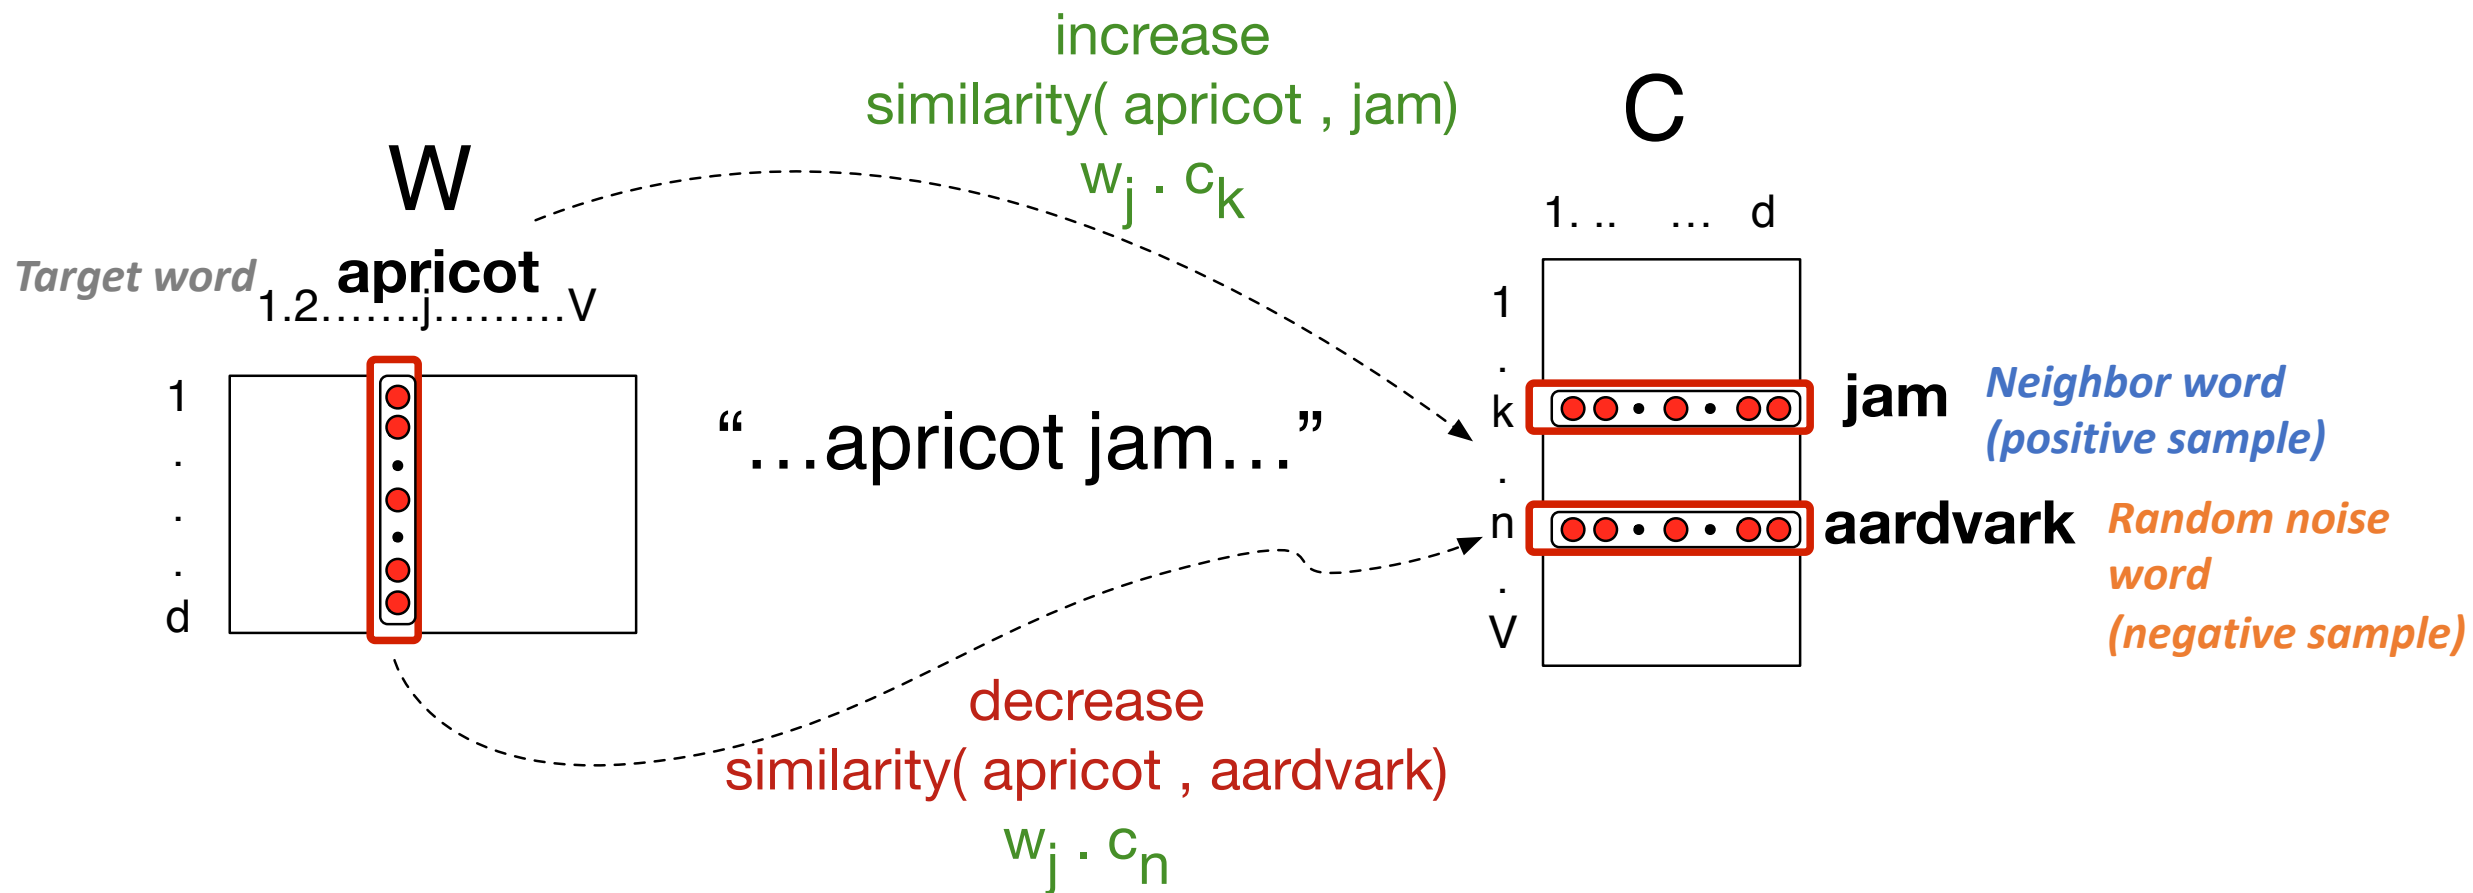 increase
similarity( apricot , jam)
wj . ck
W
Target word apricot
1.2.......j.........V
1
.
.
.
d
“...apricot jam...”
C
1. .. ... d
1
.
k
.
n
.
V
jam
Neighbor word
(positive sample)
aardvark
Random noise
word
(negative sample)
decrease
similarity( apricot , aardvark)
wj . cn